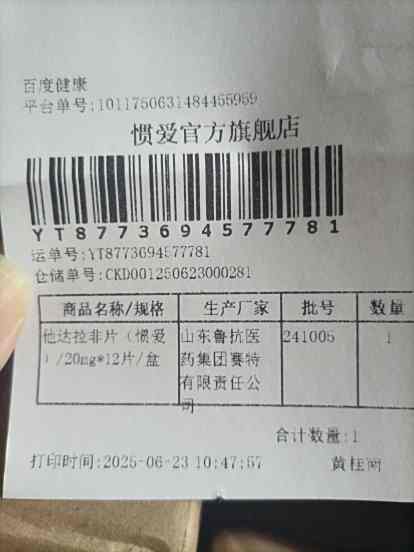 百度健康
平台单号:1011750631484455959
惯爱官方旗舰店
YT8773694577781
运单号:YT8773694577781
仓储单号:CKD001250623000281
商品名称/规格 生产厂家 批号 数量
他达拉非片（惯爱 山东鲁抗医 241005 1
）/20mg*12片/盒 药集团赛特
有限责任公
司
合计数量:1
打印时间:2025-06-23 10:47:57 黄桂